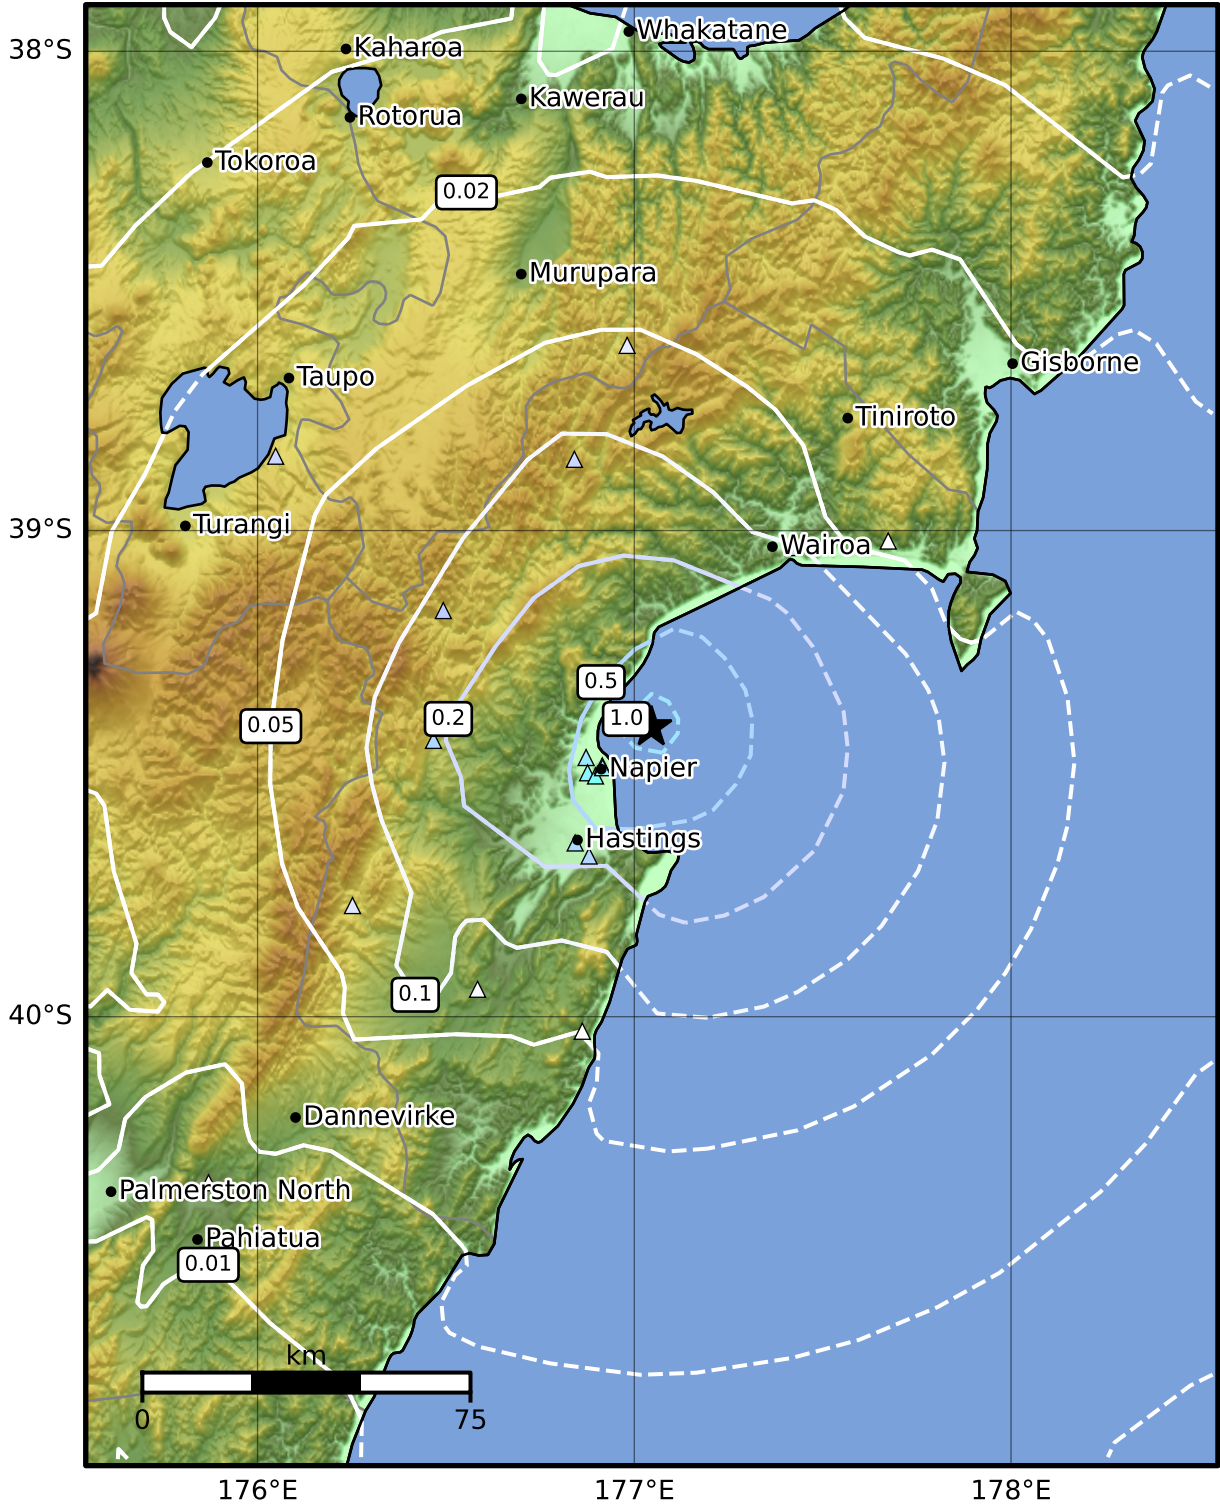 Whakatane
38°S
Kaharoa
Kawerau
Rotorua
Tokoroa
0.02
Murupara
Gisborne
Taupo
Tiniroto
Turangi
39°S
Wairoa
0.5
0.05
0.2
1.0
Napier
Hastings
0.1
40°S
Dannevirke
Palmerston North
Pahiatua
0.01
km
0 75
176°E 177°E 178°E